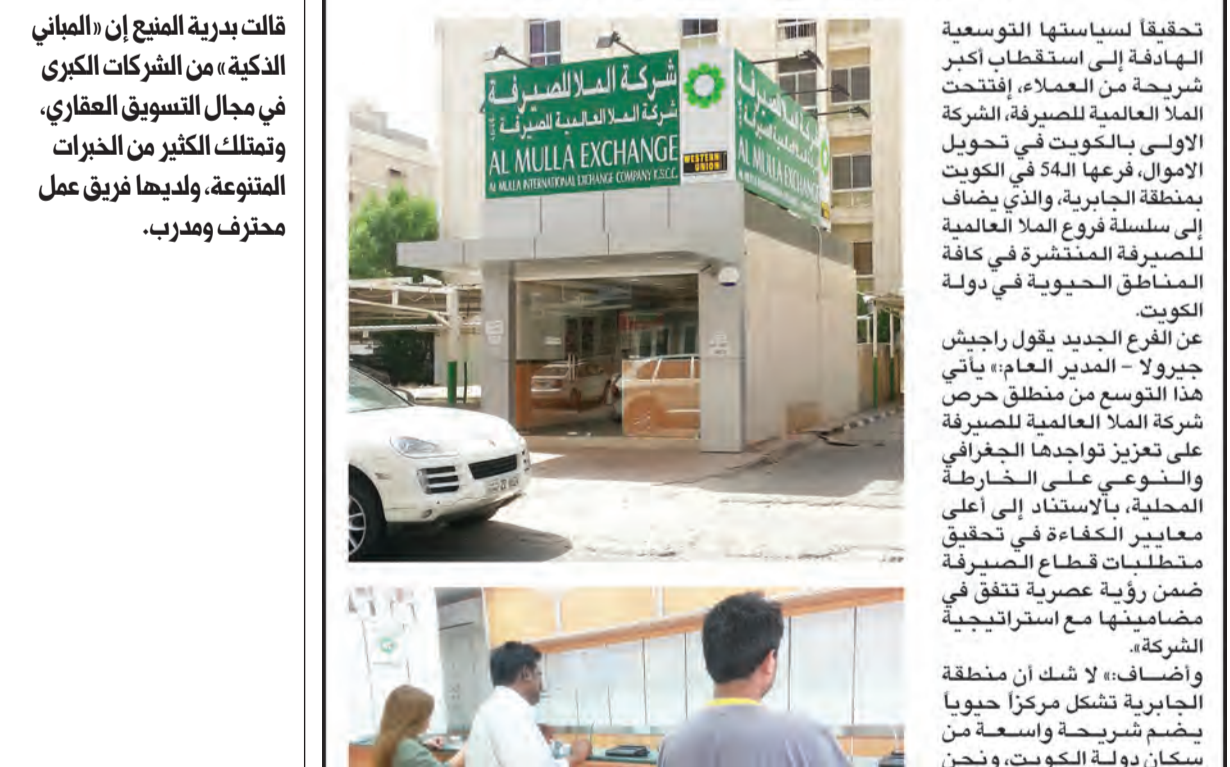 تحقيقاً لسياستها التوسعية
الهادفة إلى استقطاب أكبر
شريحة من العملاء، إفتتحت
الملا العالمية للصيرفة، الشركة
الاولى بالكويت في تحويل
الاموال، فرعها الـ54 في الكويت
بمنطقة الجابرية، والذي يضاف
إلى سلسلة فروع الملا العالمية
للصيرفة المنتشرة في كافة
المناطق الحيوية في دولة
الكويت.
عن الفرع الجديد يقول راجيش
جيرولا – المدير العام:» يأتي
هذا التوسع من منطلق حرص
شركة الملا العالمية للصيرفة
على تعزيز تواجدها الجغرافي
والنوعي على الخارطة
المحلية، بالاستناد إلى أعلى
معايير الكفاءة في تحقيق
متطلبات قطاع الصيرفة
ضمن رؤية عصرية تتفق في
مضامينها مع استراتيجية
الشركة».
وأضاف:» لا شك أن منطقة
الجابرية تشكل مركزاً حيوياً
يضم شريحة واسعة من
سكان دولة الكويت، ونحن
شركة الملا للصيرفة
شركة الملا العالمية للصيرفة
AL MULLA EXCHANGE
AL MULLA INTERNATIONAL EXCHANGE COMPANY K.S.C.C.
WESTERN
UNION
AL MULLA EXCHANGE
قالت بدرية المنيع إن «المباني
الذكية» من الشركات الكبرى
في مجال التسويق العقاري،
وتمتلك الكثير من الخبرات
المتنوعة، ولديها فريق عمل
محترف ومدرب.